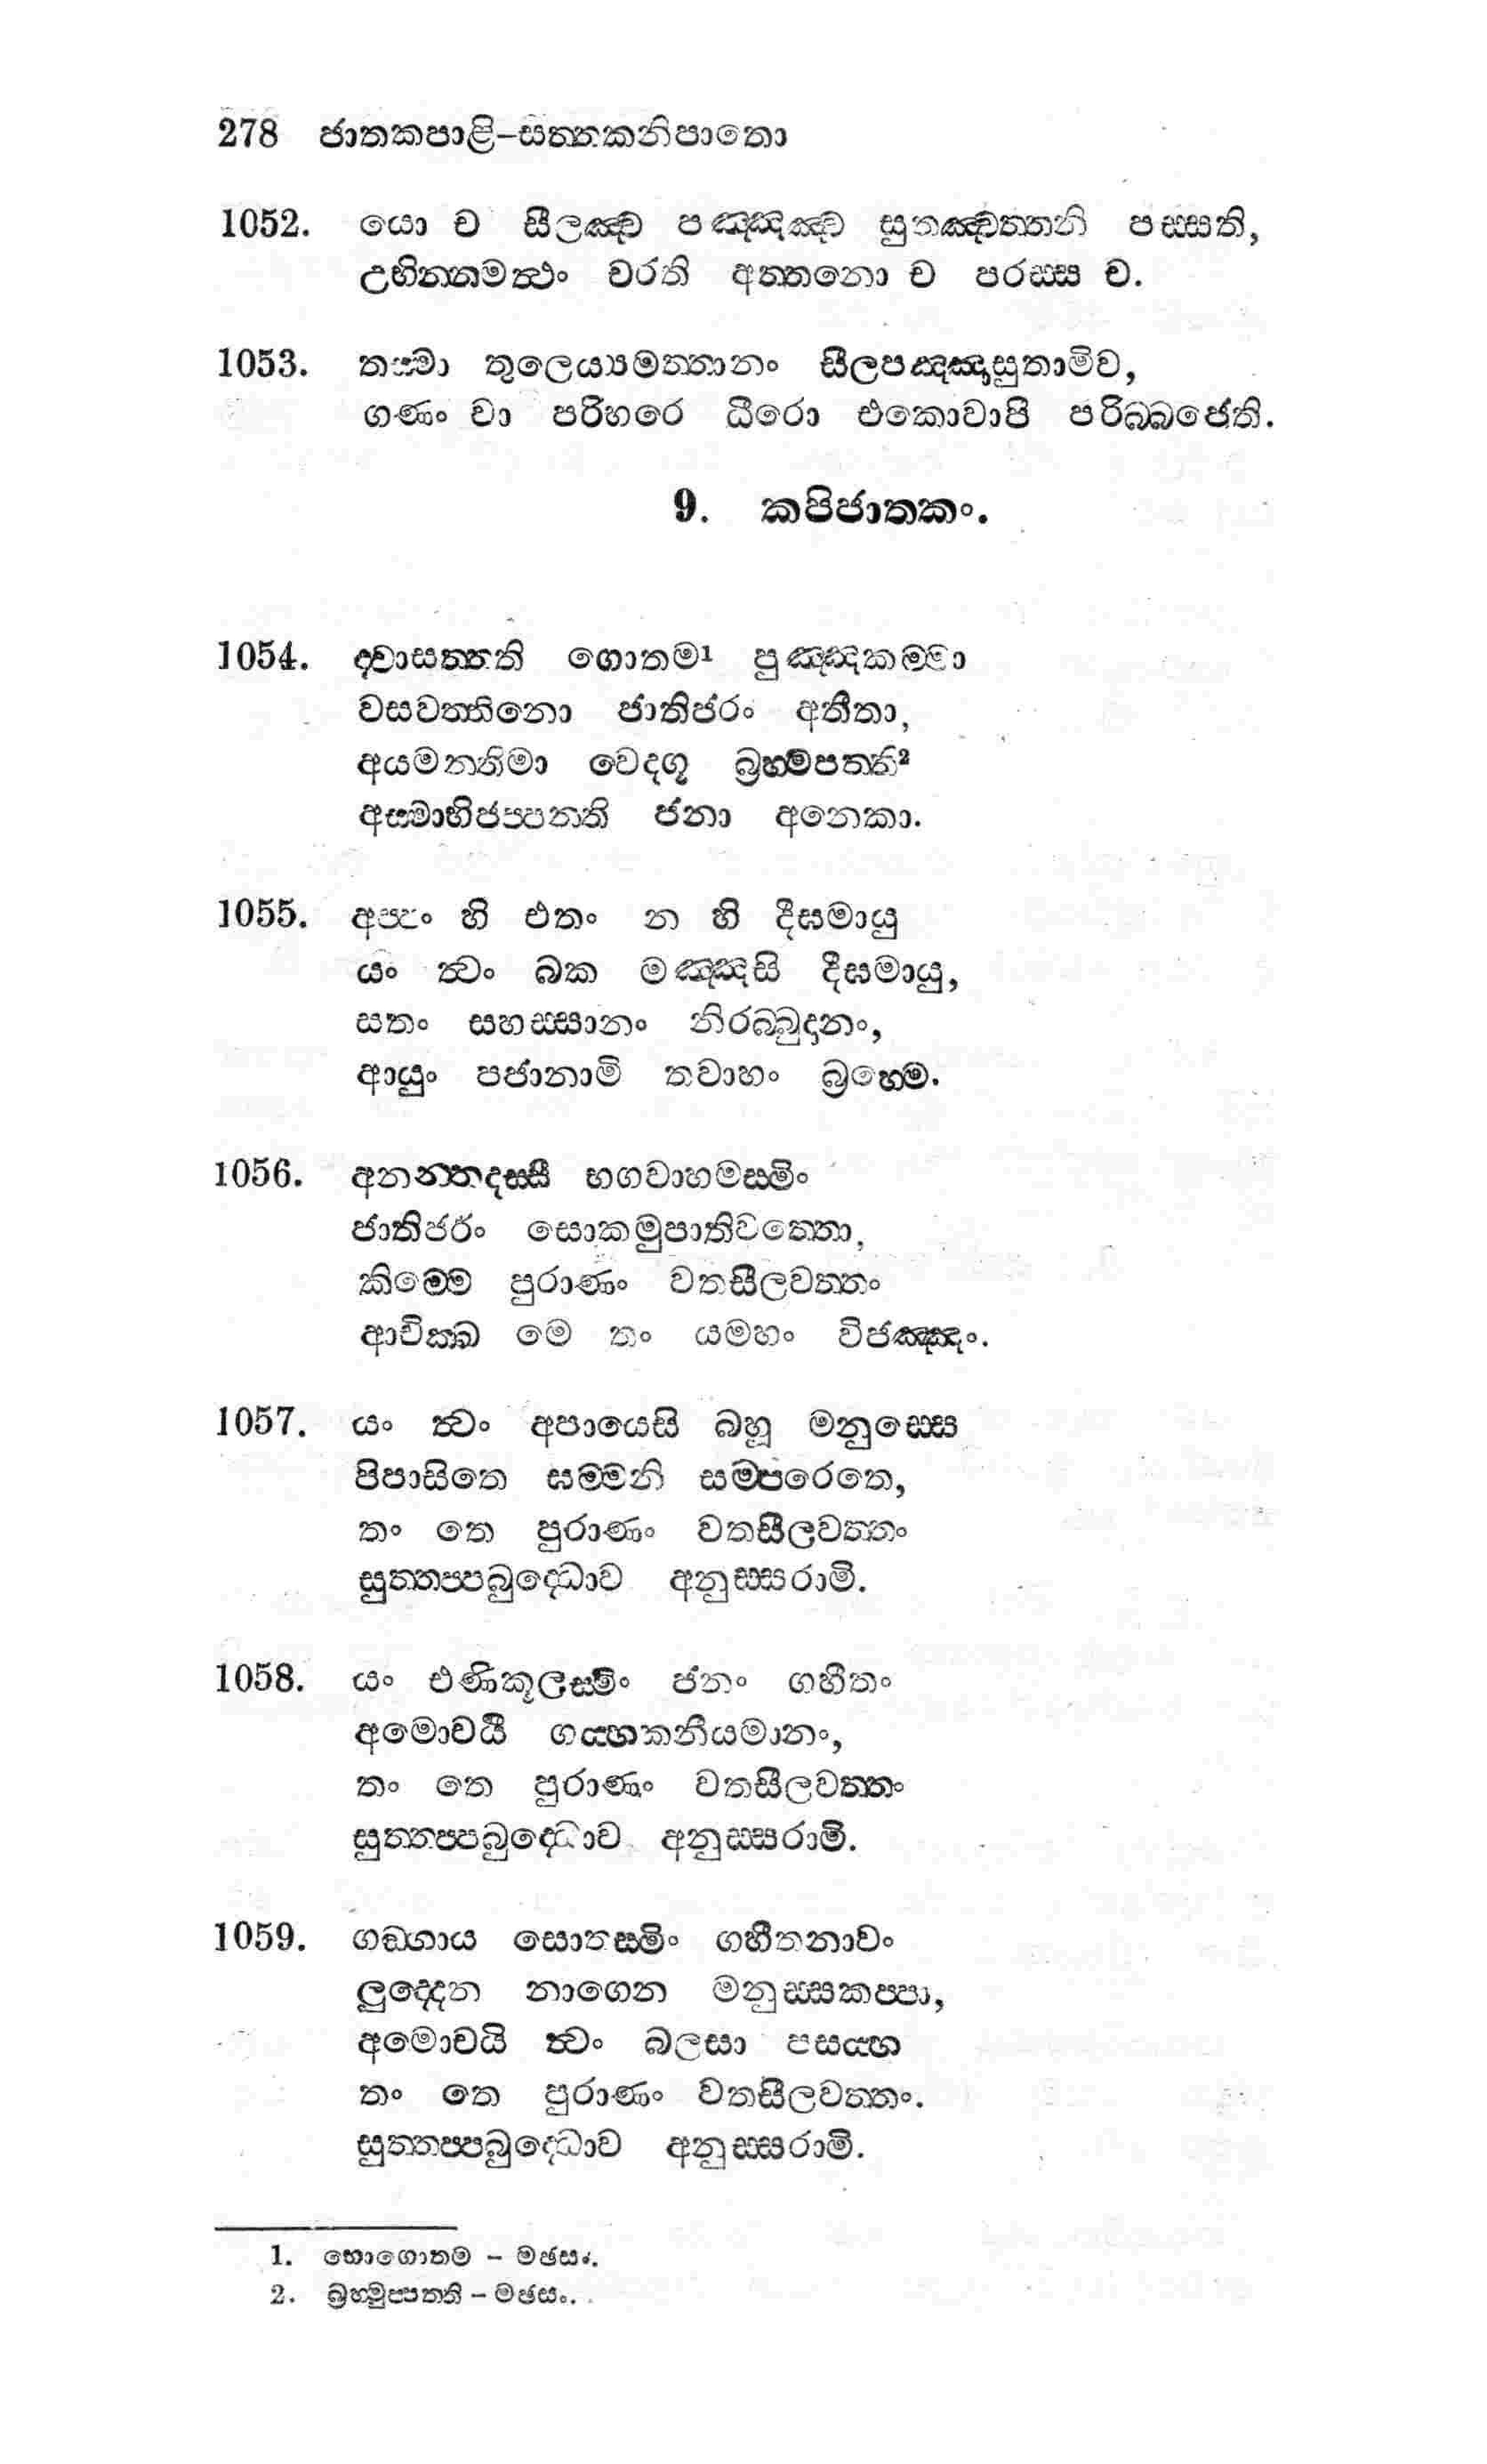 278 ජාතකපාළි–සත්තකනිපාතො
1052. යො ච සීලඤ්ච පඤ්ඤඤ්ච සුතඤ්චත්තනි පස්සති,
උභින්නමත්ථං චරති අත්තනො ච පරස්ස ච.
1053. තස්මා තුලෙය්‍යමත්තානං සීලපඤ්ඤාසුතාමිව,
ගණං වා පරිහරෙ ධීරො එකොවාපි පරිබ්බජෙති.
9. කපිජාතකං.
1054. ද්වාසත්තති ගොතම¹ පුඤ්ඤකම්මා
වසවත්තිනො ජාතිජරං අතීතා,
අයමන්තිමා වෙදගූ බ්‍රහ්මපත්ති²
අස්මාභිජප්පන්ති ජනා අනෙකා.
1055. අප්පං හි එතං න හි දීඝමායු
යං ත්වං බක මඤ්ඤසි දීඝමායු,
සතං සහස්සානං නිරබ්බුදානං,
ආයුං පජානාමි තවාහං බ්‍රහ්මෙ.
1056. අනන්තදස්සී භගවාහමස්මිං
ජාතිජරං සොකමුපාතිවත්තො,
කිම්මෙ පුරාණං වතසීලවත්තං
ආචික්ඛ මෙ තං යමහං විජඤ්ඤං.
1057. යං ත්වං අපායෙසි බහූ මනුස්සෙ
පිපාසිතෙ ඝම්මනි සම්පරෙතෙ,
තං තෙ පුරාණං වතසීලවත්තං
සුත්තප්පබුද්ධොව අනුස්සරාමි.
1058. යං එණිකූලස්මිං ජනං ගහීතං
අමොචයී ගය්හකනීයමානං,
තං තෙ පුරාණං වතසීලවත්තං
සුත්තප්පබුද්ධොව අනුස්සරාමි.
1059. ගඞ්ගාය සොතස්මිං ගහීතනාවං
ලුද්දෙන නාගෙන මනුස්සකප්පා,
අමොචයි ත්වං බලසා පසය්හ
තං තෙ පුරාණං වතසීලවත්තං.
සුත්තප්පබුද්ධොව අනුස්සරාමි.
1. භොගොතම – මඡසං.
2. බ්‍රහ්මුප්පත්ති – මඡසං.